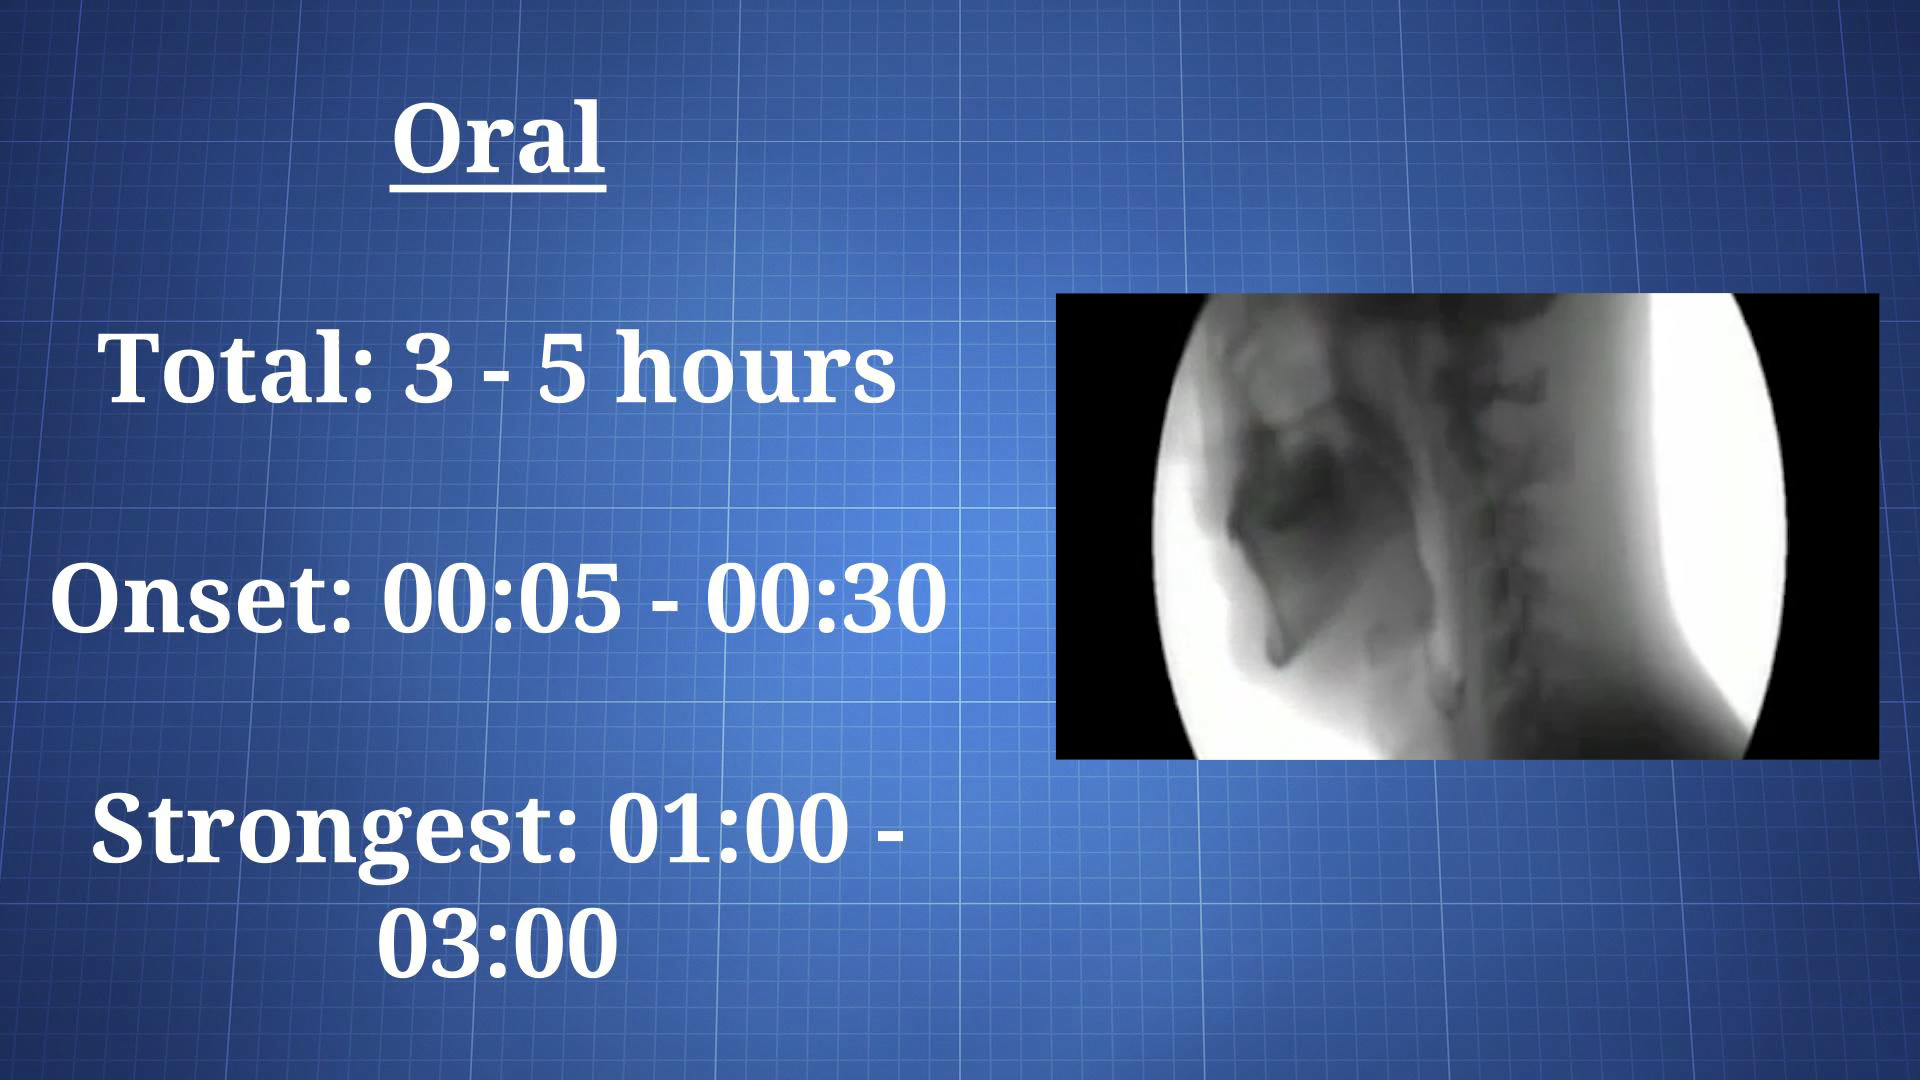 Oral
Total: 3 - 5 hours
Onset: 00:05 - 00:30
Strongest: 01:00 -
03:00